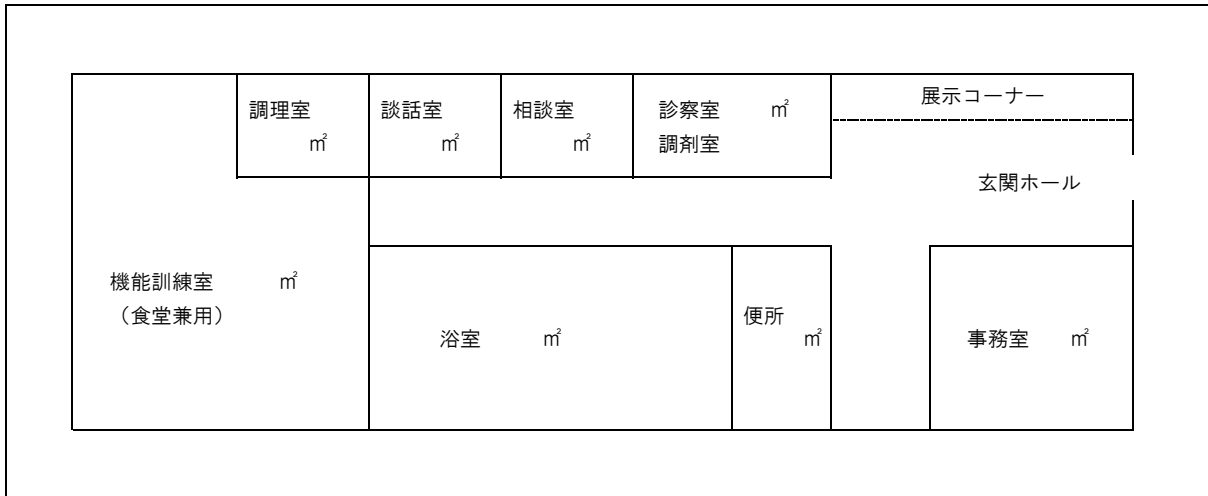 調理室
㎡
談話室
㎡
相談室
㎡
診察室 ㎡
調剤室
展示コーナー
玄関ホール
機能訓練室 ㎡
（食堂兼用）
浴室 ㎡
便所
㎡
事務室 ㎡